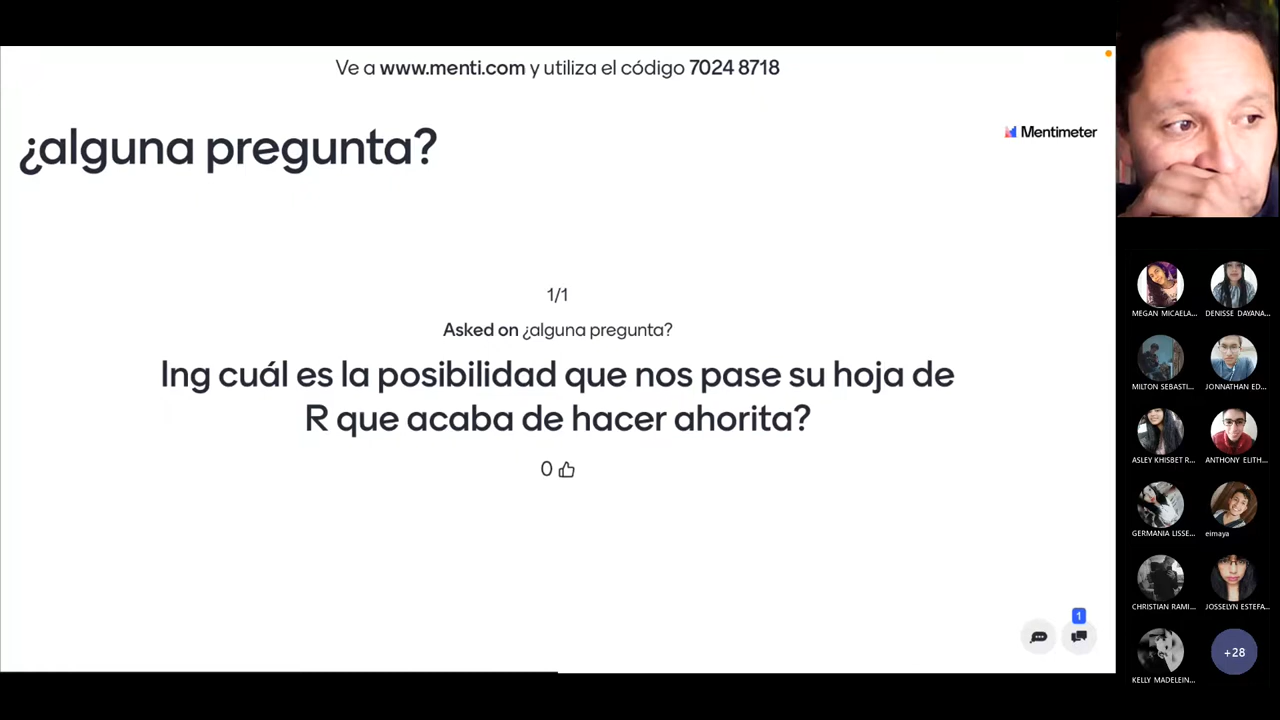 Ve a www.menti.com y utiliza el código 7024 8718
¿alguna pregunta?
Mentimeter
1/1
Asked on ¿alguna pregunta?
Ing cuál es la posibilidad que nos pase su hoja de
R que acaba de hacer ahorita?
0
1
MEGAN MICAELA...
DENISSE DAYANA...
MILTON SEBASTI...
JONNATHAN ED...
ASLEY KHISBET R...
ANTHONY ELITH...
GERMANIA LISSE...
eimaya
CHRISTIAN RAMI...
JOSSELYN ESTEFA...
KELLY MADELEIN...
+28